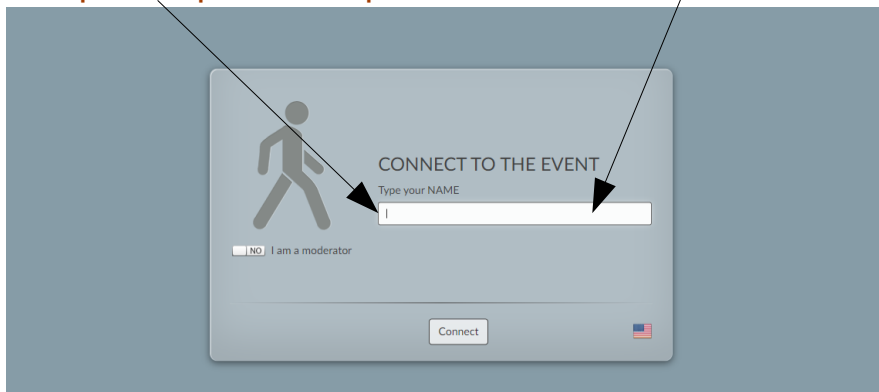 CONNECT TO THE EVENT
Type your NAME
NO I am a moderator
Connect